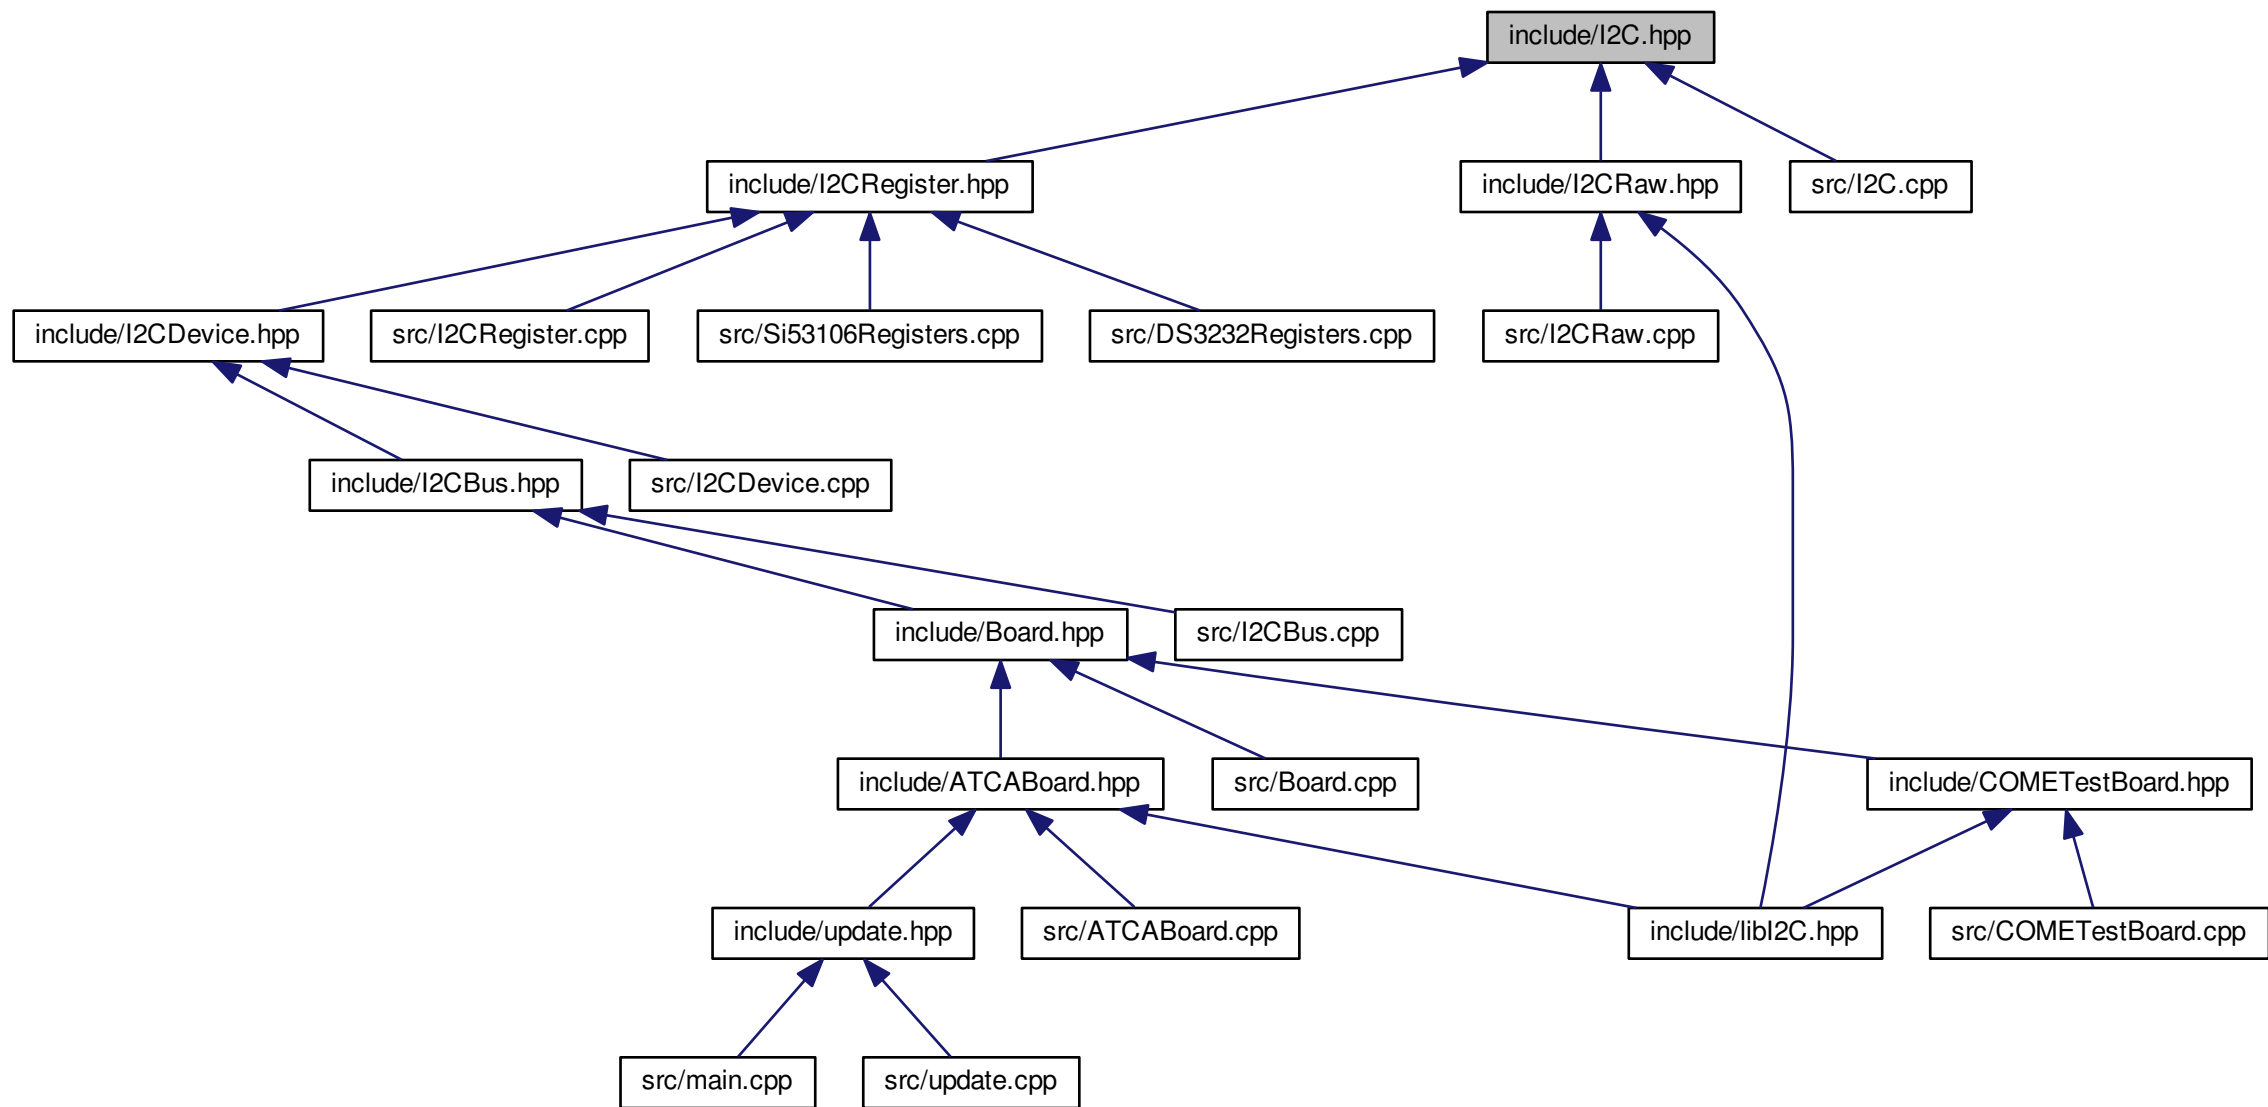 include/I2C.hpp
include/I2CRegister.hpp
include/I2CRaw.hpp
src/I2C.cpp
include/I2CDevice.hpp
src/I2CRegister.cpp
src/Si53106Registers.cpp
src/DS3232Registers.cpp
src/I2CRaw.cpp
include/I2CBus.hpp
src/I2CDevice.cpp
include/Board.hpp
src/I2CBus.cpp
include/ATCABoard.hpp
src/Board.cpp
include/COMETestBoard.hpp
include/update.hpp
src/ATCABoard.cpp
include/libI2C.hpp
src/COMETestBoard.cpp
src/main.cpp
src/update.cpp